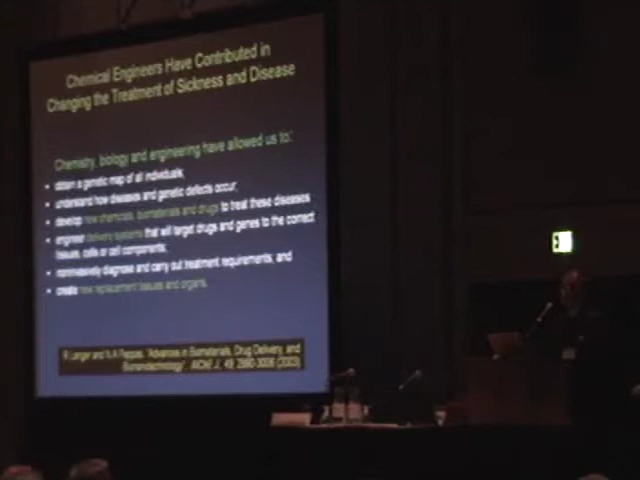 Chemical Engineers Have Contributed in
Changing the Treatment of Sickness and Disease
Chemistry, biology and engineering have allowed us to:
• obtain a genetic map of all individuals;
• understand how diseases and genetic defects occur;
• develop new chemicals, biomaterials and drugs to treat these diseases
• engineer delivery systems that will target drugs and genes to the correct
tissues, cells or cell components;
• noninvasively diagnose and carry out treatment requirements, and
• create new replacement tissues and organs.
R. Langer and N.A. Peppas, "Advances in Biomaterials, Drug Delivery, and
Bionanotechnology", AIChE J., 49, 2990-3006 (2003)